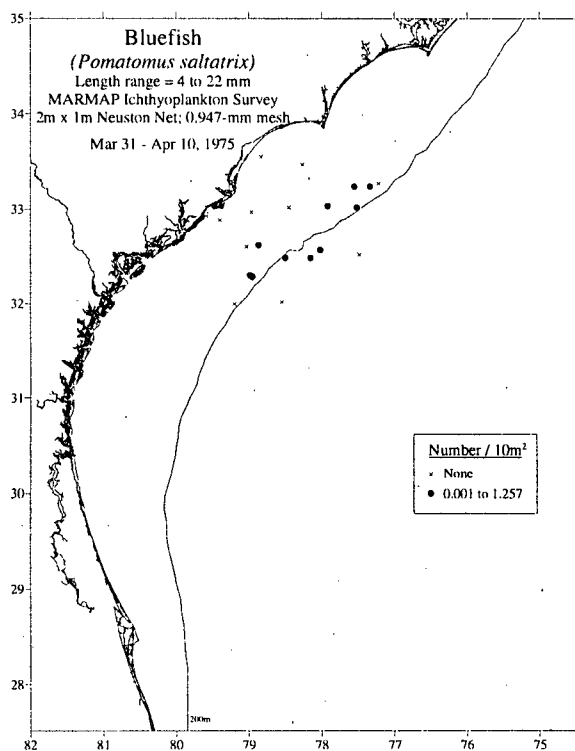 Bluefish
(Pomatomus saltatrix)
Length range = 4 to 22 mm
MARMAP Ichthyoplankton Survey
2m x 1m Neuston Net; 0.947-mm mesh
Mar 31 - Apr 10, 1975
35
34
33
32
31
30
29
28
Number / 10m²
× None
● 0.001 to 1.257
200m
82 81 80 79 78 77 76 75